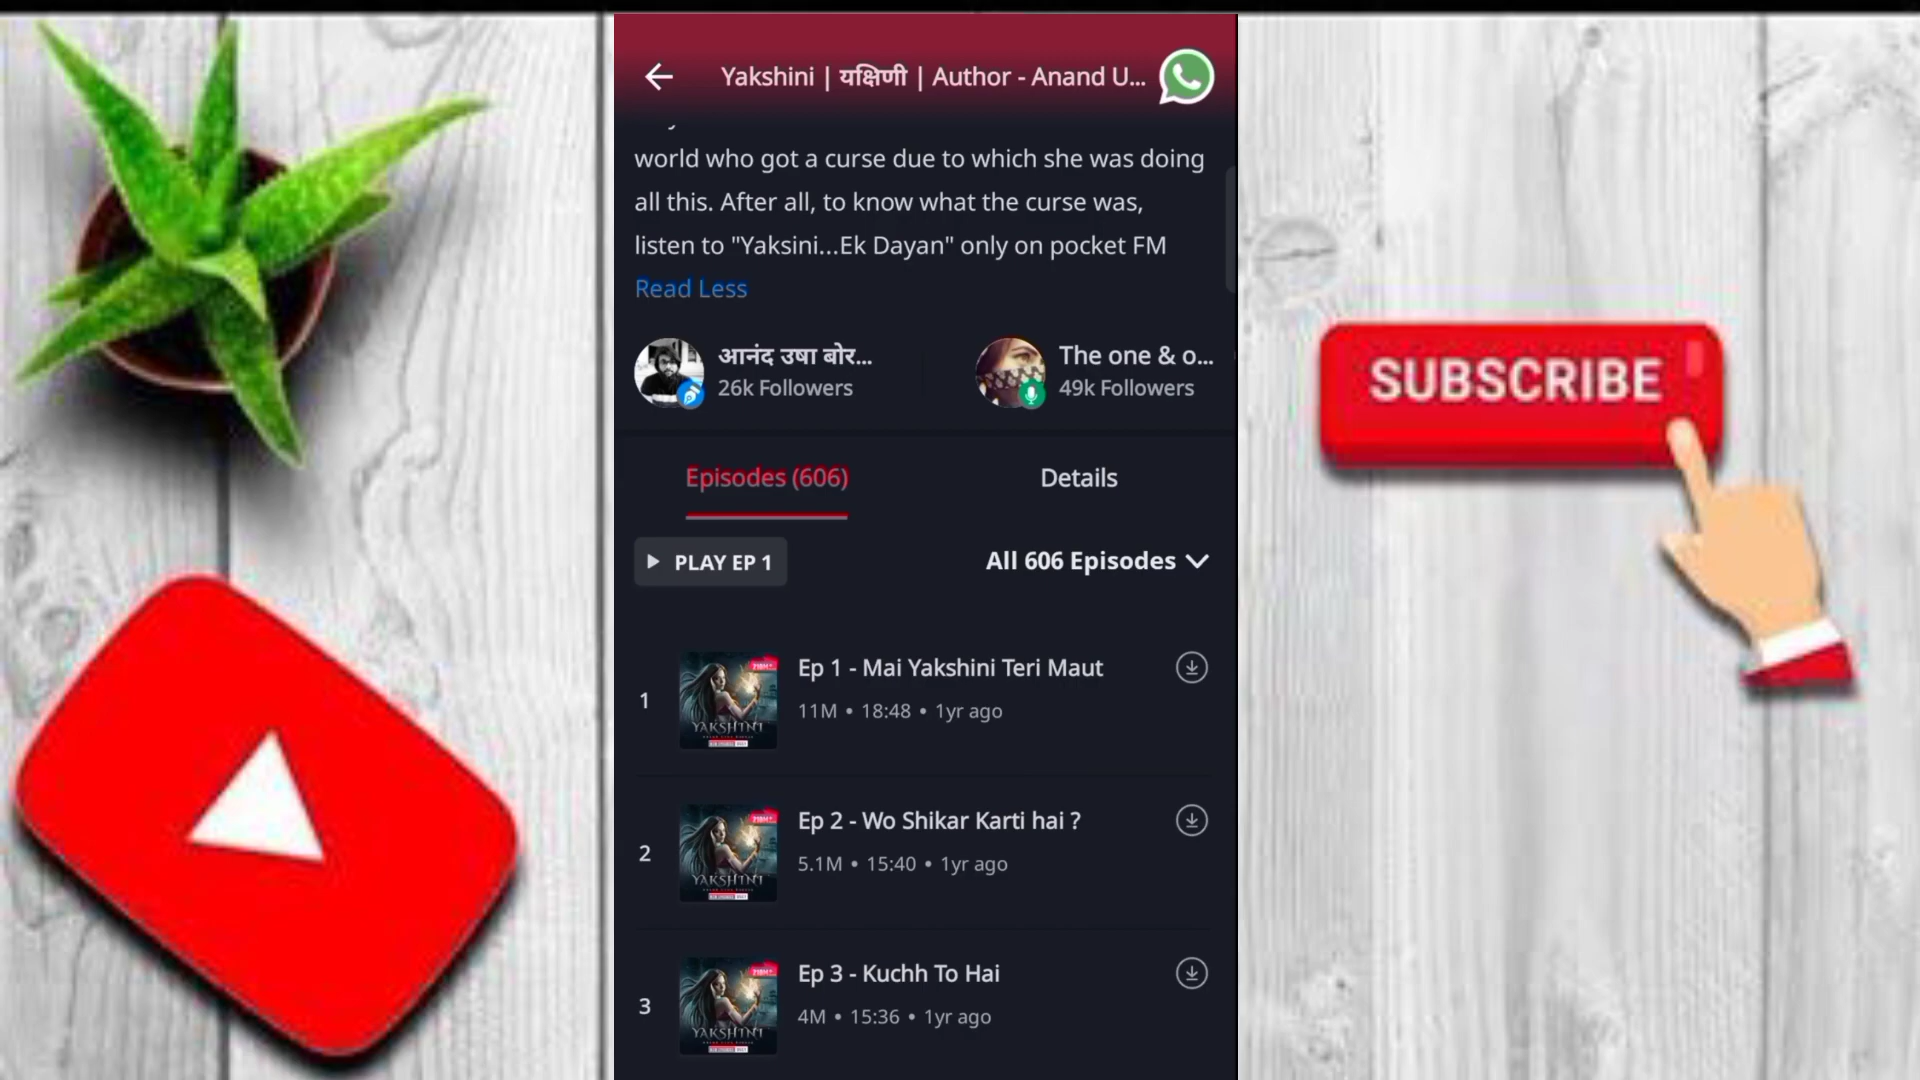 Yakshini | यक्षिणी | Author - Anand U...
world who got a curse due to which she was doing
all this. After all, to know what the curse was,
listen to "Yaksini...Ek Dayan" only on pocket FM
Read Less
आनंद उषा बोर...
26k Followers
The one & o...
49k Followers
Episodes (606)
Details
PLAY EP 1
All 606 Episodes
1
YAKSHINI
Ep 1 - Mai Yakshini Teri Maut
11M • 18:48 • 1yr ago
2
YAKSHINI
Ep 2 - Wo Shikar Karti hai ?
5.1M • 15:40 • 1yr ago
3
YAKSHINI
Ep 3 - Kuchh To Hai
4M • 15:36 • 1yr ago
SUBSCRIBE